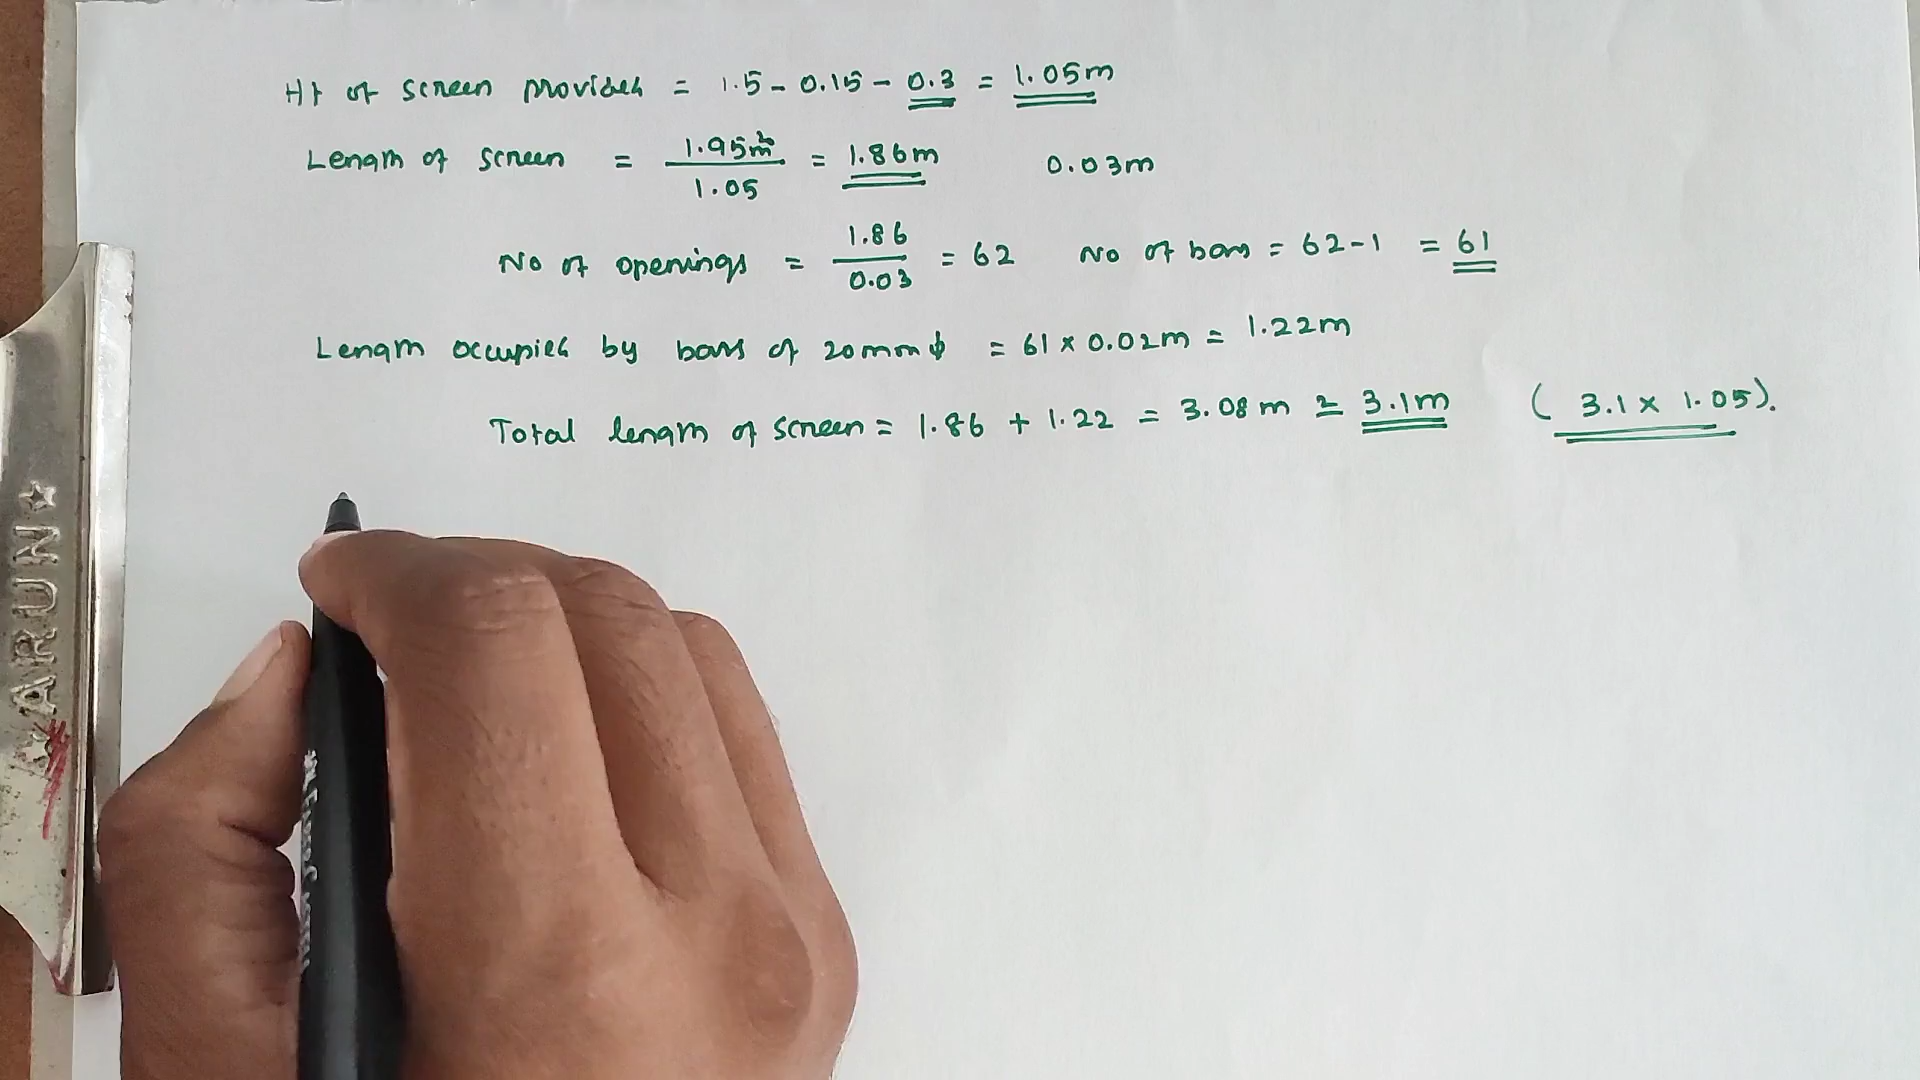 Ht of screen provided = 1.5 - 0.15 - 0.3 = 1.05m
Length of screen = 1.95m² / 1.05 = 1.86m 0.03m
No of openings = 1.86 / 0.03 = 62 No of bars = 62-1 = 61
Length occupied by bars of 20mm ϕ = 61 x 0.02m = 1.22m
Total length of screen = 1.86 + 1.22 = 3.08m ≃ 3.1m (3.1 x 1.05).
ARUN